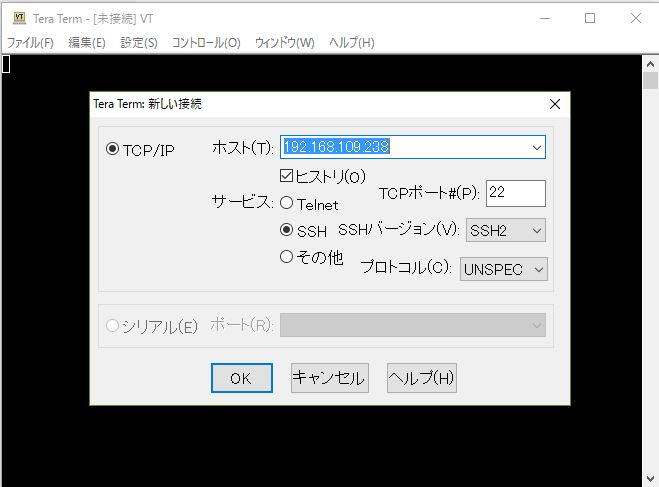 Tera Term - [未接続] VT
ファイル(F) 編集(E) 設定(S) コントロール(O) ウィンドウ(W) ヘルプ(H)
Tera Term: 新しい接続
TCP/IP ホスト(T): 192.168.109.238
ヒストリ(O)
サービス: Telnet TCPポート#(P): 22
SSH SSHバージョン(V): SSH2
その他 プロトコル(C): UNSPEC
シリアル(E) ポート(R):
OK キャンセル ヘルプ(H)